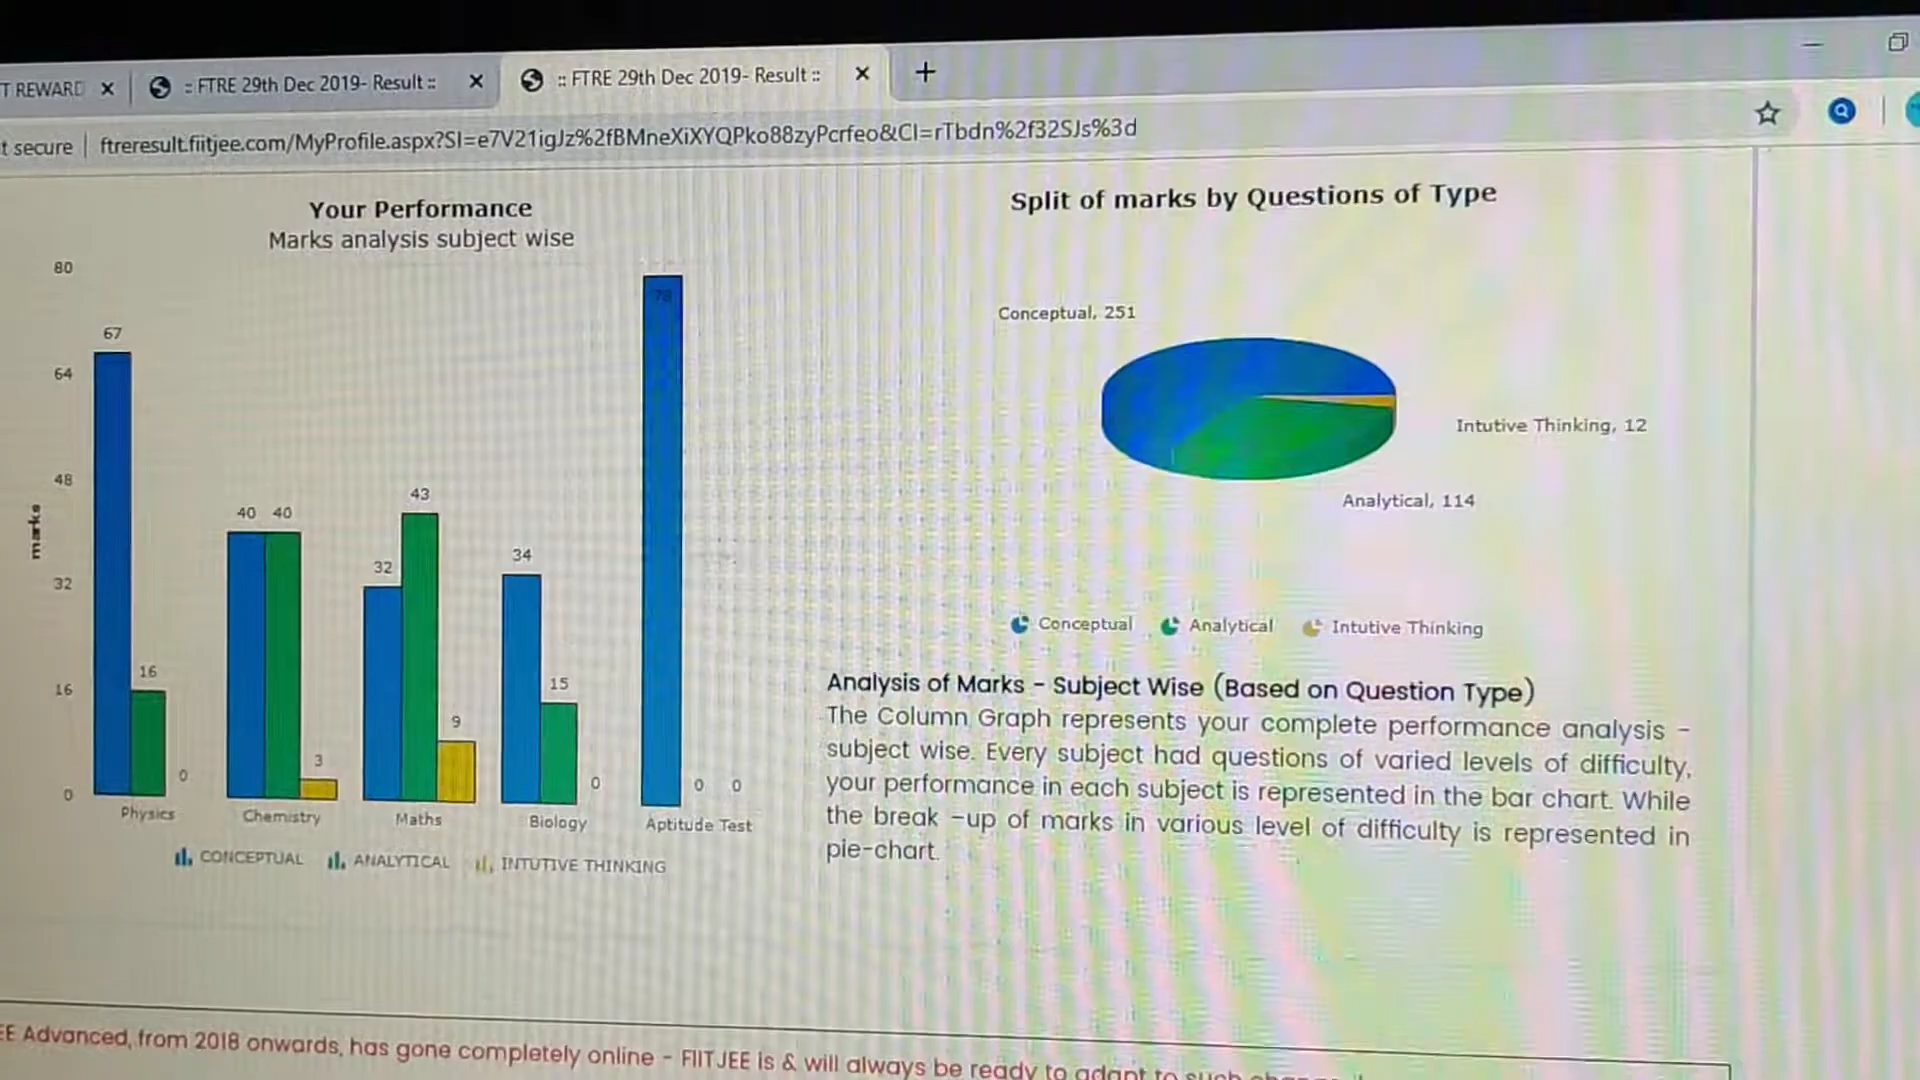 T REWARD
:: FTRE 29th Dec 2019- Result ::
:: FTRE 29th Dec 2019- Result ::
t secure
ftreresult.fiitjee.com/MyProfile.aspx?SI=e7V21igJz%2fBMneXiXYQPko88zyPcrfeo&CI=rTbdn%2f32SJs%3d
Your Performance
Marks analysis subject wise
80
64
48
32
16
0
marks
67
16
0
40
40
3
32
43
9
34
15
0
78
0
0
Physics
Chemistry
Maths
Biology
Aptitude Test
CONCEPTUAL
ANALYTICAL
INTUTIVE THINKING
Split of marks by Questions of Type
Conceptual, 251
Intutive Thinking, 12
Analytical, 114
Conceptual
Analytical
Intutive Thinking
Analysis of Marks - Subject Wise (Based on Question Type)
The Column Graph represents your complete performance analysis -
subject wise. Every subject had questions of varied levels of difficulty,
your performance in each subject is represented in the bar chart. While
the break -up of marks in various level of difficulty is represented in
pie-chart.
EE Advanced, from 2018 onwards, has gone completely online - FIITJEE is & will always be ready to adapt to such